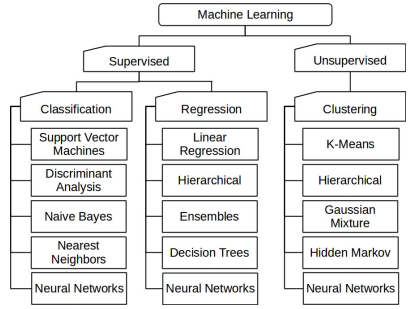 Machine Learning
Supervised
Unsupervised
Classification
Regression
Clustering
Support Vector
Machines
Linear
Regression
K-Means
Discriminant
Analysis
Hierarchical
Hierarchical
Naive Bayes
Ensembles
Gaussian
Mixture
Nearest
Neighbors
Decision Trees
Hidden Markov
Neural Networks
Neural Networks
Neural Networks